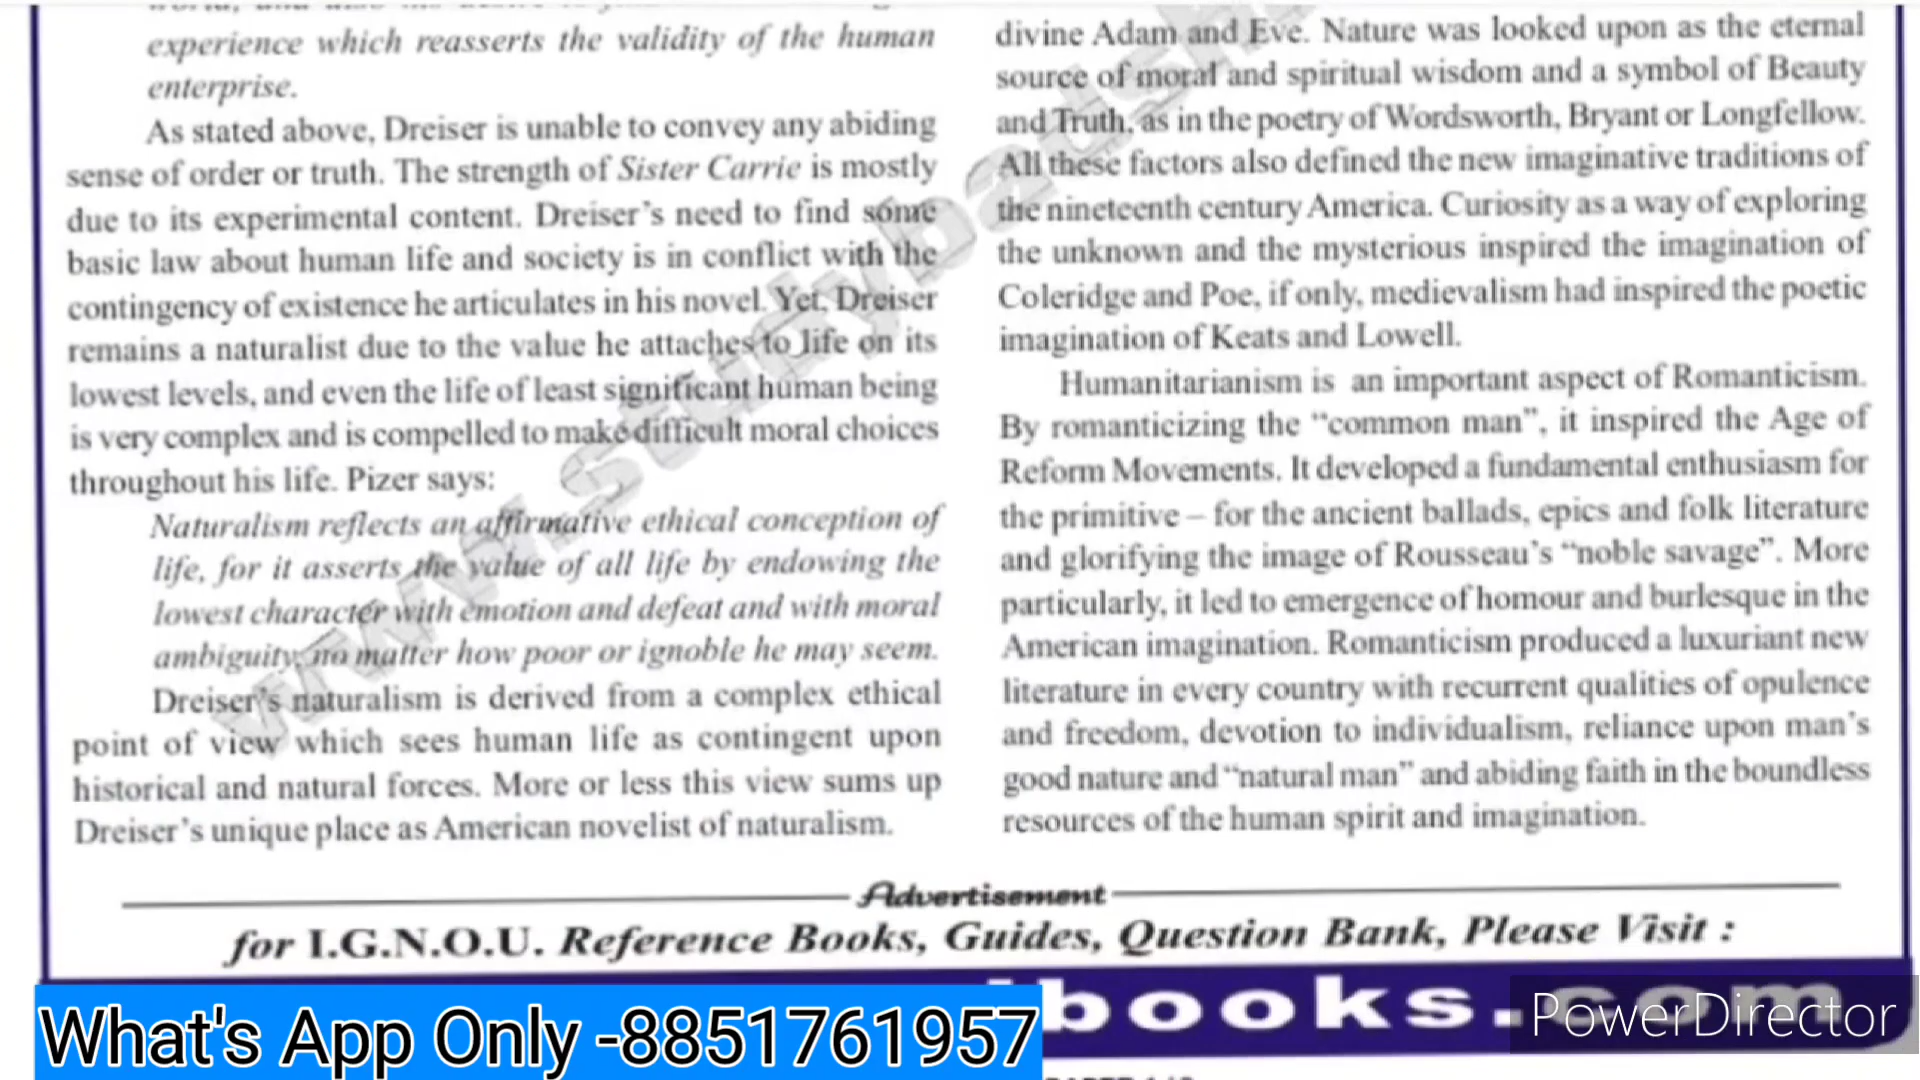 experience which reasserts the validity of the human
enterprise.
As stated above, Dreiser is unable to convey any abiding
sense of order or truth. The strength of Sister Carrie is mostly
due to its experimental content. Dreiser's need to find some
basic law about human life and society is in conflict with the
contingency of existence he articulates in his novel. Yet, Dreiser
remains a naturalist due to the value he attaches to life on its
lowest levels, and even the life of least significant human being
is very complex and is compelled to make difficult moral choices
throughout his life. Pizer says:
Naturalism reflects an affirmative ethical conception of
life, for it asserts the value of all life by endowing the
lowest character with emotion and defeat and with moral
ambiguity, no matter how poor or ignoble he may seem.
Dreiser's naturalism is derived from a complex ethical
point of view which sees human life as contingent upon
historical and natural forces. More or less this view sums up
Dreiser's unique place as American novelist of naturalism.
divine Adam and Eve. Nature was looked upon as the eternal
source of moral and spiritual wisdom and a symbol of Beauty
and Truth, as in the poetry of Wordsworth, Bryant or Longfellow.
All these factors also defined the new imaginative traditions of
the nineteenth century America. Curiosity as a way of exploring
the unknown and the mysterious inspired the imagination of
Coleridge and Poe, if only, medievalism had inspired the poetic
imagination of Keats and Lowell.
Humanitarianism is an important aspect of Romanticism.
By romanticizing the "common man", it inspired the Age of
Reform Movements. It developed a fundamental enthusiasm for
the primitive – for the ancient ballads, epics and folk literature
and glorifying the image of Rousseau's "noble savage". More
particularly, it led to emergence of homour and burlesque in the
American imagination. Romanticism produced a luxuriant new
literature in every country with recurrent qualities of opulence
and freedom, devotion to individualism, reliance upon man's
good nature and "natural man" and abiding faith in the boundless
resources of the human spirit and imagination.
Advertisement
for I.G.N.O.U. Reference Books, Guides, Question Bank, Please Visit :
books.com
What's App Only -8851761957
PowerDirector